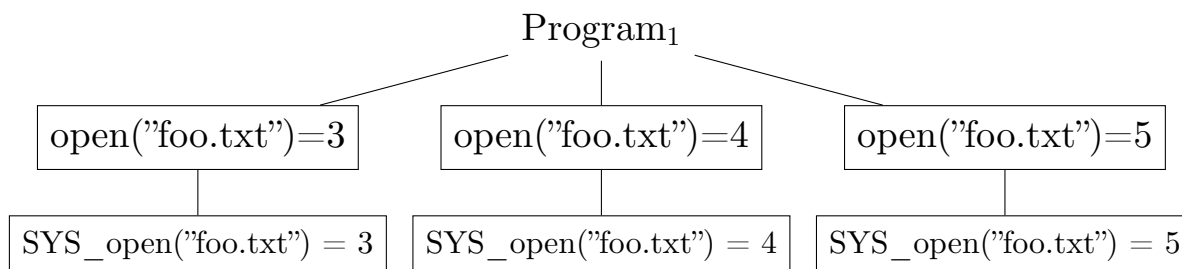 Program₁
open("foo.txt")=3
open("foo.txt")=4
open("foo.txt")=5
SYS_open("foo.txt") = 3
SYS_open("foo.txt") = 4
SYS_open("foo.txt") = 5